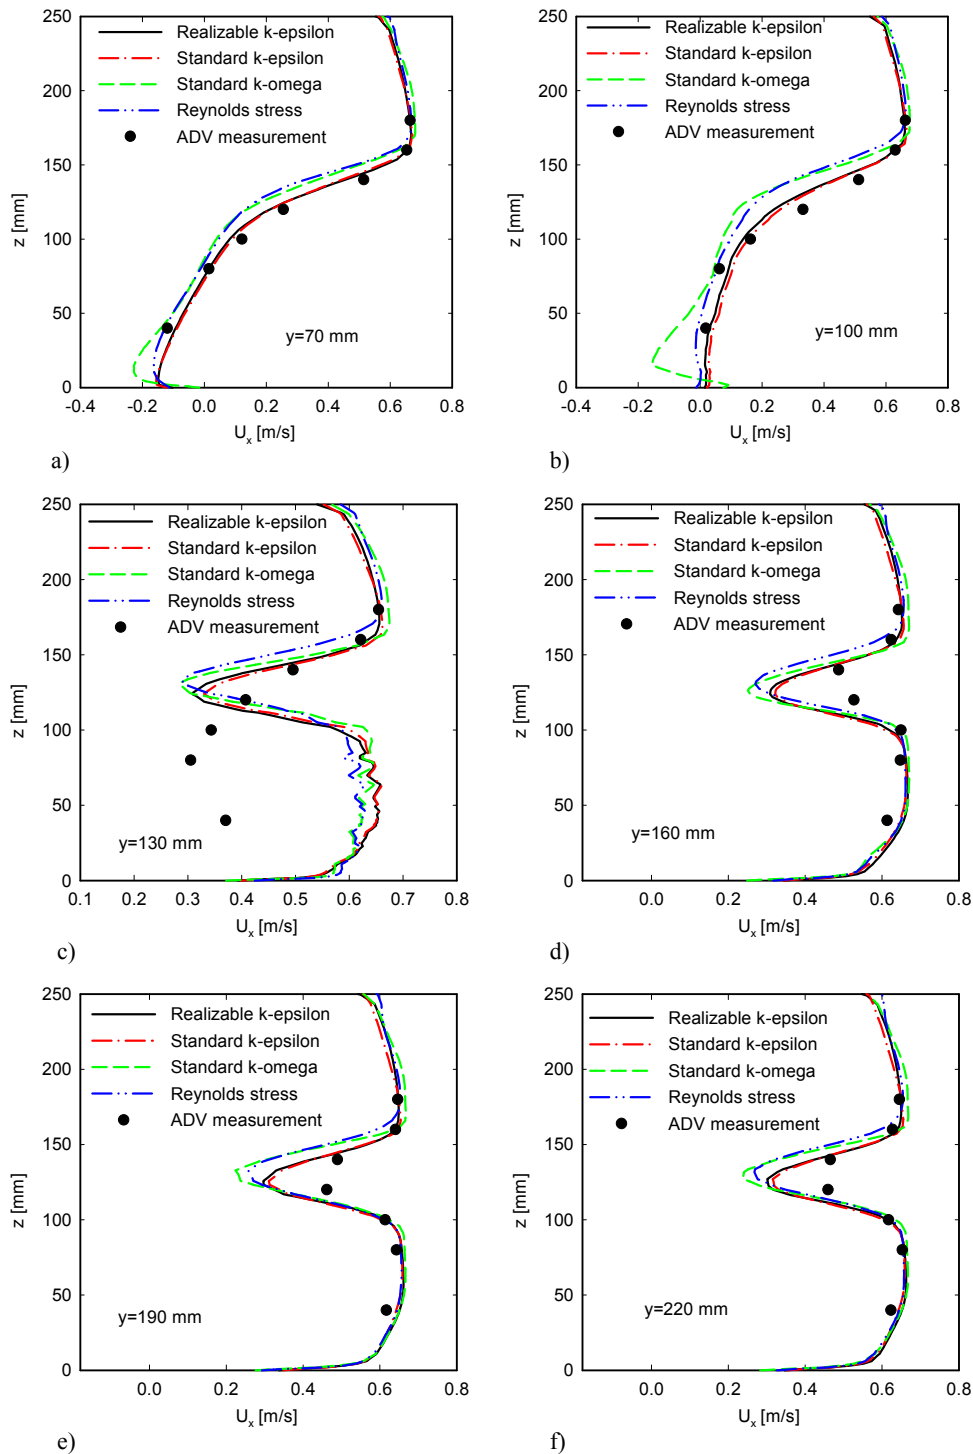 250
200
150
100
50
0
z [mm]
Realizable k-epsilon
Standard k-epsilon
Standard k-omega
Reynolds stress
ADV measurement
y=70 mm
-0.4 -0.2 0.0 0.2 0.4 0.6 0.8
U_x [m/s]
a)
250
200
150
100
50
0
z [mm]
Realizable k-epsilon
Standard k-epsilon
Standard k-omega
Reynolds stress
ADV measurement
y=100 mm
-0.4 -0.2 0.0 0.2 0.4 0.6 0.8
U_x [m/s]
b)
250
200
150
100
50
0
z [mm]
Realizable k-epsilon
Standard k-epsilon
Standard k-omega
Reynolds stress
ADV measurement
y=130 mm
0.1 0.2 0.3 0.4 0.5 0.6 0.7 0.8
U_x [m/s]
c)
250
200
150
100
50
0
z [mm]
Realizable k-epsilon
Standard k-epsilon
Standard k-omega
Reynolds stress
ADV measurement
y=160 mm
0.0 0.2 0.4 0.6 0.8
U_x [m/s]
d)
250
200
150
100
50
0
z [mm]
Realizable k-epsilon
Standard k-epsilon
Standard k-omega
Reynolds stress
ADV measurement
y=190 mm
0.0 0.2 0.4 0.6 0.8
U_x [m/s]
e)
250
200
150
100
50
0
z [mm]
Realizable k-epsilon
Standard k-epsilon
Standard k-omega
Reynolds stress
ADV measurement
y=220 mm
0.0 0.2 0.4 0.6 0.8
U_x [m/s]
f)